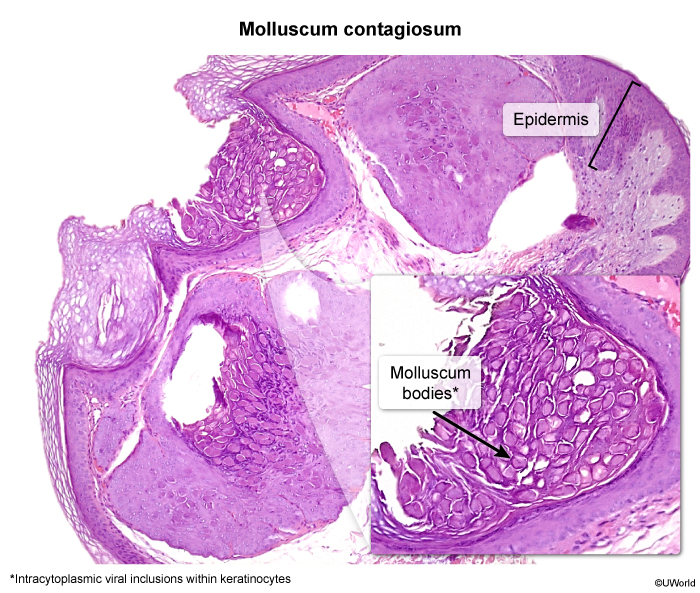 Molluscum contagiosum
Epidermis
Molluscum
bodies*
*Intracytoplasmic viral inclusions within keratinocytes
©UWorld